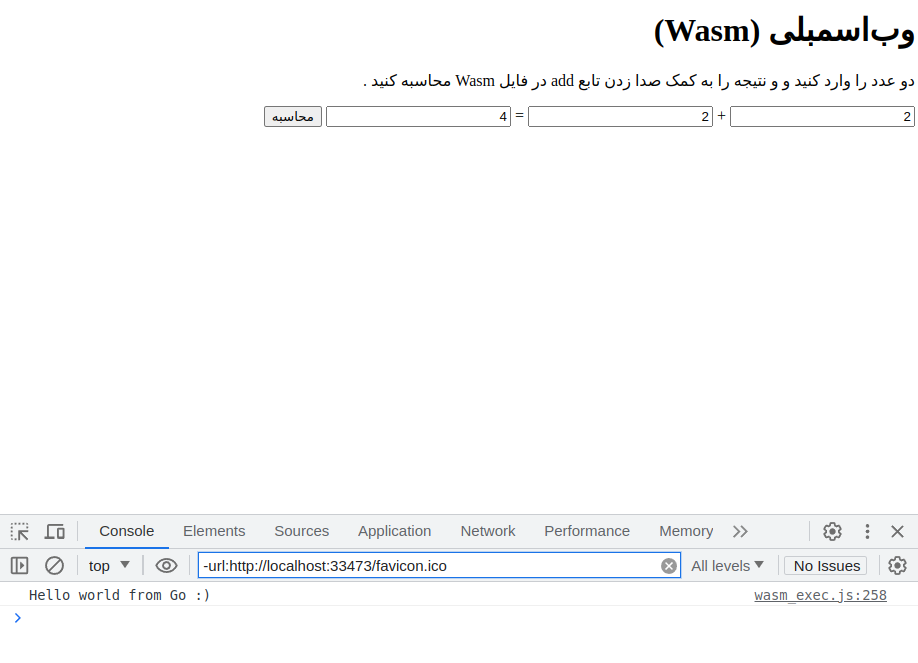 وب‌اسمبلی (Wasm)
دو عدد را وارد کنید و و نتیجه را به کمک صدا زدن تابع add در فایل Wasm محاسبه کنید .
2 + 2 = 4 محاسبه
Console Elements Sources Application Network Performance Memory
top -url:http://localhost:33473/favicon.ico All levels No Issues
Hello world from Go :) wasm_exec.js:258